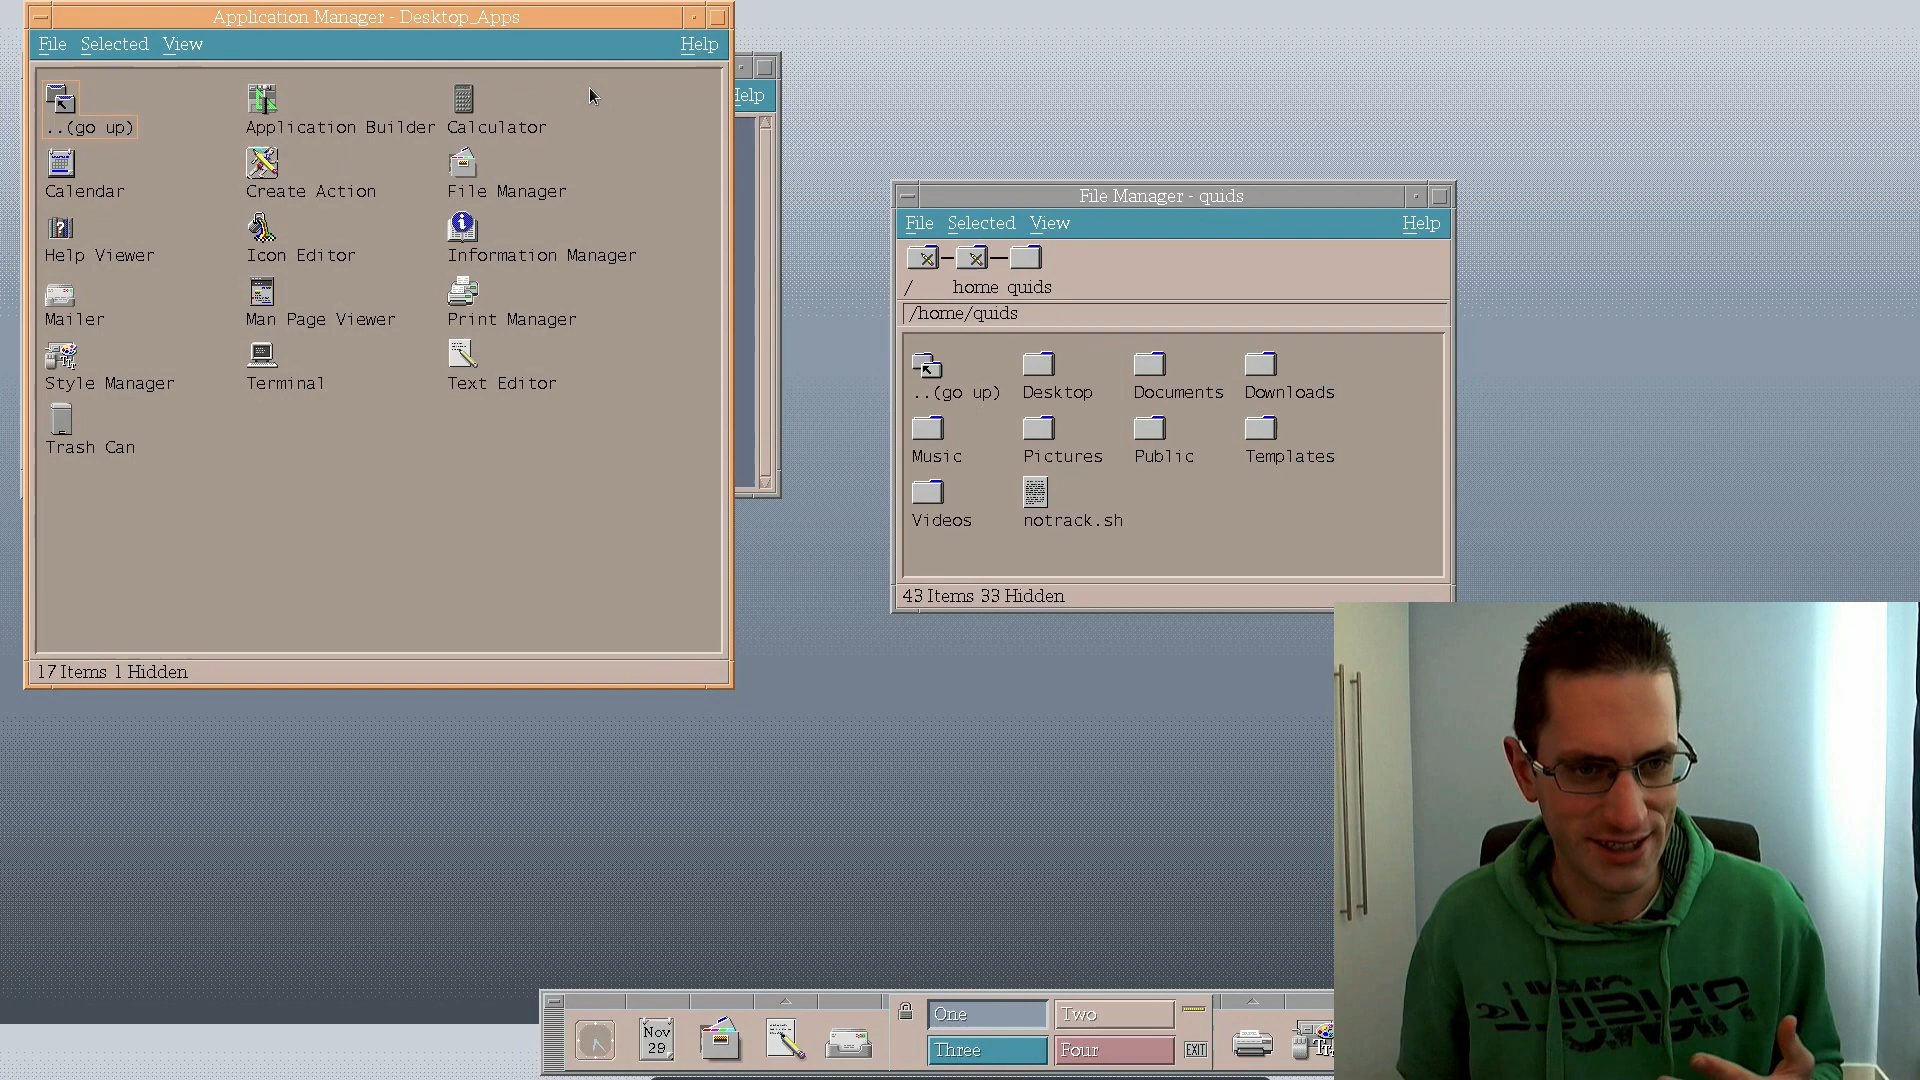 Application Manager - Desktop_Apps
File Selected View Help
..(go up) Application Builder Calculator
Calendar Create Action File Manager
Help Viewer Icon Editor Information Manager
Mailer Man Page Viewer Print Manager
Style Manager Terminal Text Editor
Trash Can
17 Items 1 Hidden
Help
File Manager - quids
File Selected View Help
/ home quids
/home/quids
..(go up) Desktop Documents Downloads
Music Pictures Public Templates
Videos notrack.sh
43 Items 33 Hidden
Nov
29
One Two
Three Four
EXIT